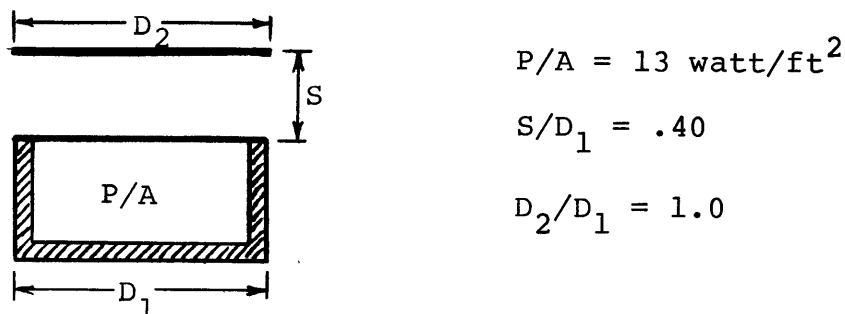 D₂
S
P/A
D₁
P/A = 13 watt/ft²
S/D₁ = .40
D₂/D₁ = 1.0